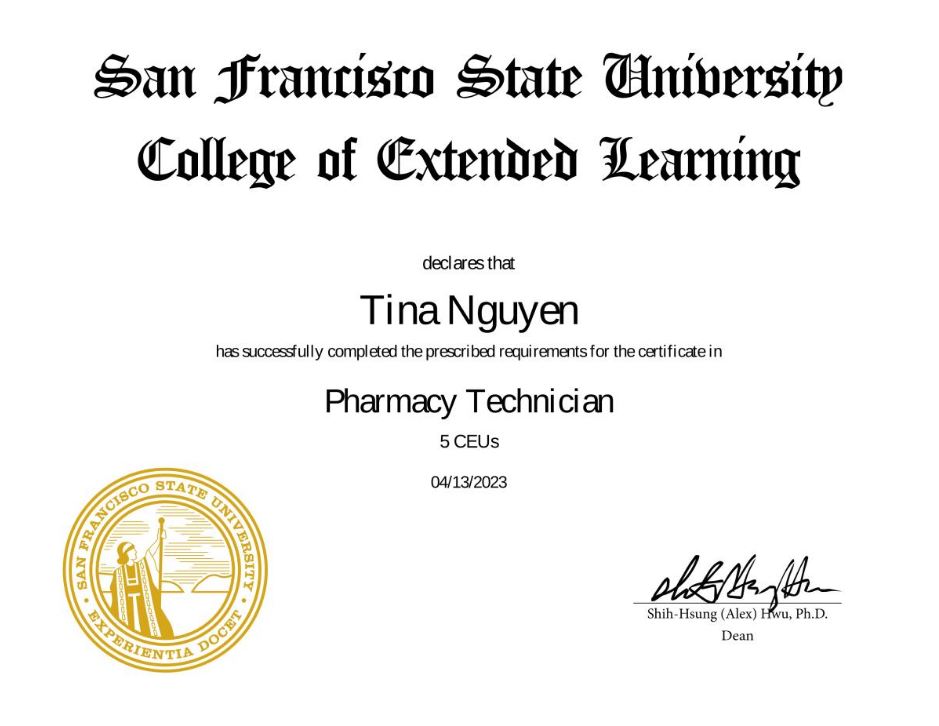 San Francisco State University
College of Extended Learning
declares that
Tina Nguyen
has successfully completed the prescribed requirements for the certificate in
Pharmacy Technician
5 CEUs
04/13/2023
SAN FRANCISCO STATE UNIVERSITY
• EXPERIENTIA DOCET •
Shih-Hsung (Alex) Hwu, Ph.D.
Dean